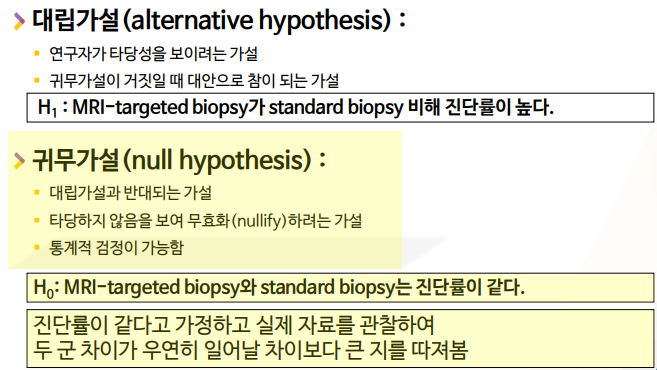 대립가설(alternative hypothesis) :
연구자가 타당성을 보이려는 가설
귀무가설이 거짓일 때 대안으로 참이 되는 가설
H₁ : MRI-targeted biopsy가 standard biopsy 비해 진단률이 높다.
귀무가설(null hypothesis) :
대립가설과 반대되는 가설
타당하지 않음을 보여 무효화(nullify)하려는 가설
통계적 검정이 가능함
H₀: MRI-targeted biopsy와 standard biopsy는 진단률이 같다.
진단률이 같다고 가정하고 실제 자료를 관찰하여
두 군 차이가 우연히 일어날 차이보다 큰 지를 따져봄